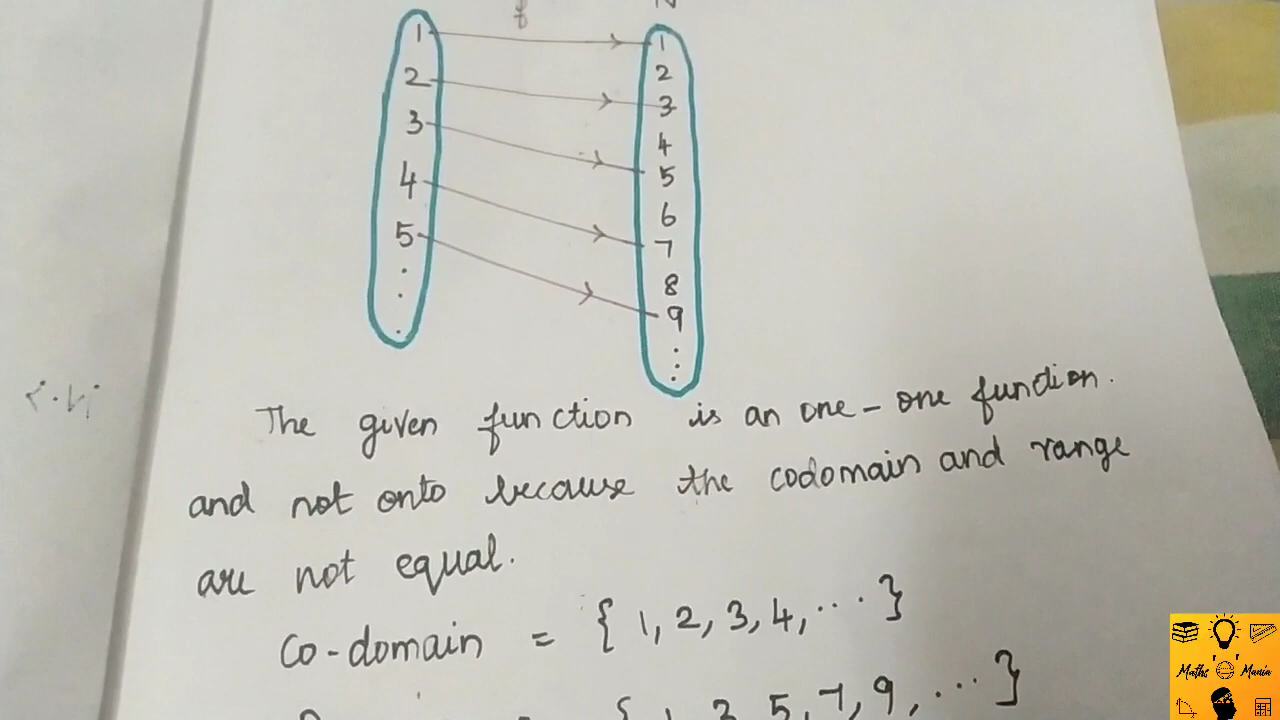 f N
1 1
2 2
3 3
4 4
5 5
6
7
8
9
The given function is an one-one function.
and not onto because the codomain and range
are not equal.
Co-domain = { 1, 2, 3, 4, ... }
= { 1, 3, 5, 7, 9, ... }
Maths Mania